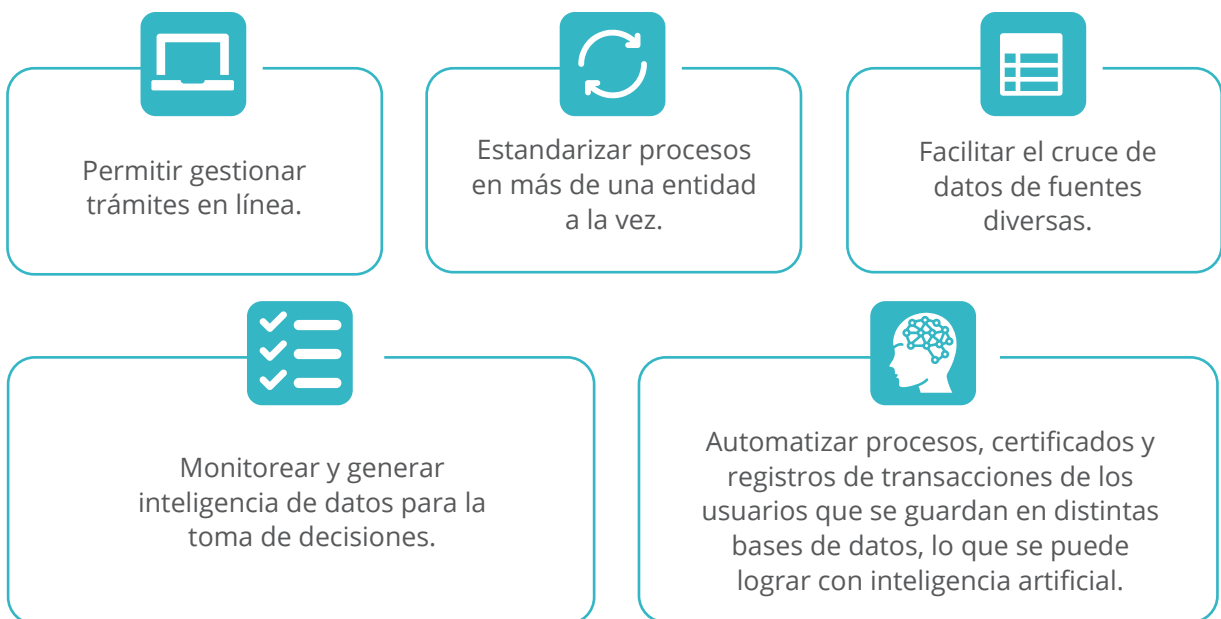 Permitir gestionar
trámites en línea.
Estandarizar procesos
en más de una entidad
a la vez.
Facilitar el cruce de
datos de fuentes
diversas.
Monitorear y generar
inteligencia de datos para la
toma de decisiones.
Automatizar procesos, certificados y
registros de transacciones de los
usuarios que se guardan en distintas
bases de datos, lo que se puede
lograr con inteligencia artificial.